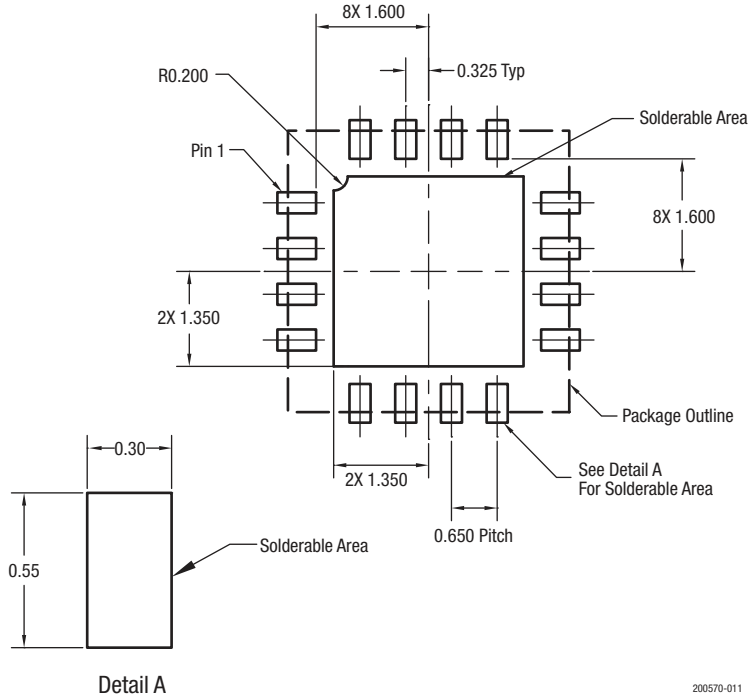 8X 1.600
R0.200
0.325 Typ
Solderable Area
Pin 1
8X 1.600
2X 1.350
Package Outline
2X 1.350
See Detail A
For Solderable Area
0.650 Pitch
0.30
0.55
Solderable Area
Detail A
200570-011